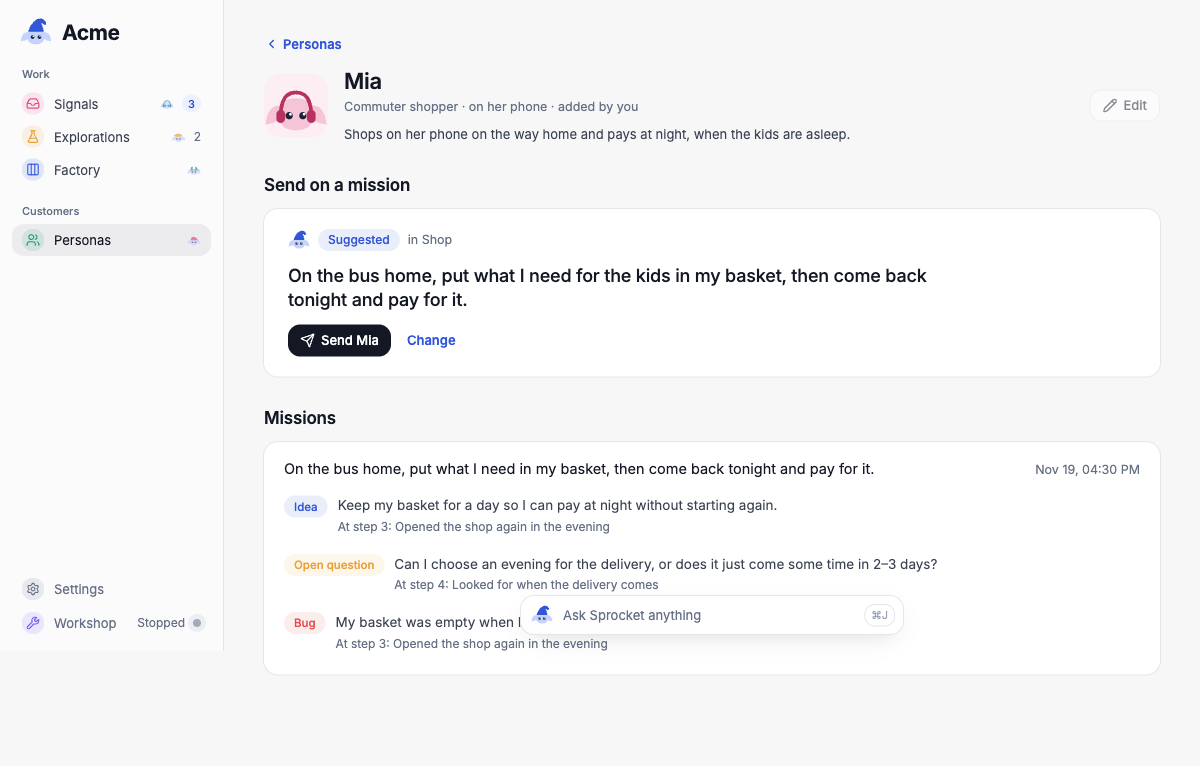 Acme
Work
Signals 3
Explorations 2
Factory
Customers
Personas
Settings
Workshop Stopped
Personas
Mia
Commuter shopper · on her phone · added by you
Shops on her phone on the way home and pays at night, when the kids are asleep.
Edit
Send on a mission
Suggested in Shop
On the bus home, put what I need for the kids in my basket, then come back
tonight and pay for it.
Send Mia Change
Missions
On the bus home, put what I need in my basket, then come back tonight and pay for it. Nov 19, 04:30 PM
Idea Keep my basket for a day so I can pay at night without starting again.
At step 3: Opened the shop again in the evening
Open question Can I choose an evening for the delivery, or does it just come some time in 2–3 days?
At step 4: Looked for when the delivery comes
Bug My basket was empty when I
At step 3: Opened the shop again in the evening
Ask Sprocket anything ⌘J